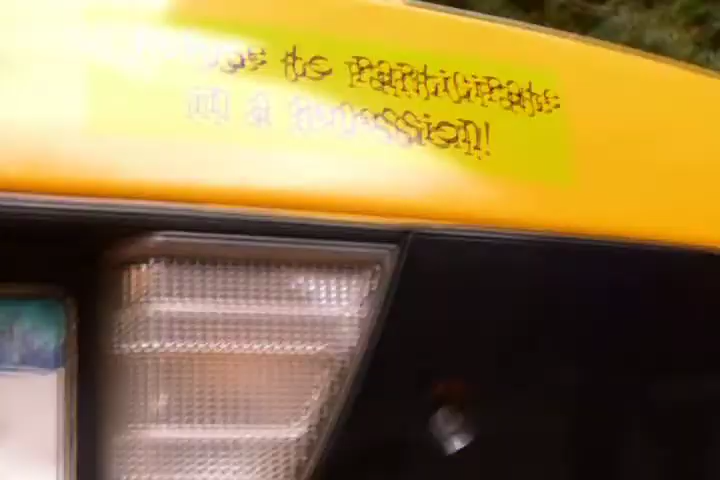 to participate
in a recession!